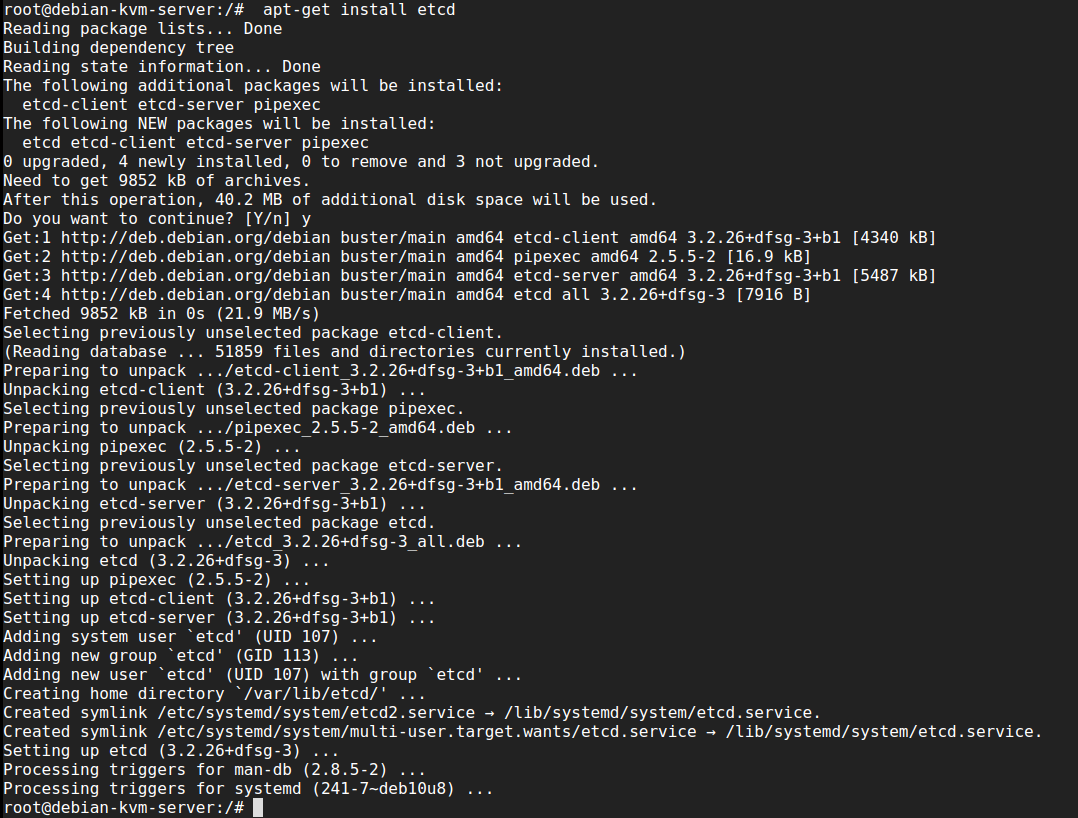 root@debian-kvm-server:/#  apt-get install etcd
Reading package lists... Done
Building dependency tree
Reading state information... Done
The following additional packages will be installed:
  etcd-client etcd-server pipexec
The following NEW packages will be installed:
  etcd etcd-client etcd-server pipexec
0 upgraded, 4 newly installed, 0 to remove and 3 not upgraded.
Need to get 9852 kB of archives.
After this operation, 40.2 MB of additional disk space will be used.
Do you want to continue? [Y/n] y
Get:1 http://deb.debian.org/debian buster/main amd64 etcd-client amd64 3.2.26+dfsg-3+b1 [4340 kB]
Get:2 http://deb.debian.org/debian buster/main amd64 pipexec amd64 2.5.5-2 [16.9 kB]
Get:3 http://deb.debian.org/debian buster/main amd64 etcd-server amd64 3.2.26+dfsg-3+b1 [5487 kB]
Get:4 http://deb.debian.org/debian buster/main amd64 etcd all 3.2.26+dfsg-3 [7916 B]
Fetched 9852 kB in 0s (21.9 MB/s)
Selecting previously unselected package etcd-client.
(Reading database ... 51859 files and directories currently installed.)
Preparing to unpack .../etcd-client_3.2.26+dfsg-3+b1_amd64.deb ...
Unpacking etcd-client (3.2.26+dfsg-3+b1) ...
Selecting previously unselected package pipexec.
Preparing to unpack .../pipexec_2.5.5-2_amd64.deb ...
Unpacking pipexec (2.5.5-2) ...
Selecting previously unselected package etcd-server.
Preparing to unpack .../etcd-server_3.2.26+dfsg-3+b1_amd64.deb ...
Unpacking etcd-server (3.2.26+dfsg-3+b1) ...
Selecting previously unselected package etcd.
Preparing to unpack .../etcd_3.2.26+dfsg-3_all.deb ...
Unpacking etcd (3.2.26+dfsg-3) ...
Setting up pipexec (2.5.5-2) ...
Setting up etcd-client (3.2.26+dfsg-3+b1) ...
Setting up etcd-server (3.2.26+dfsg-3+b1) ...
Adding system user `etcd' (UID 107) ...
Adding new group `etcd' (GID 113) ...
Adding new user `etcd' (UID 107) with group `etcd' ...
Creating home directory `/var/lib/etcd/' ...
Created symlink /etc/systemd/system/etcd2.service → /lib/systemd/system/etcd.service.
Created symlink /etc/systemd/system/multi-user.target.wants/etcd.service → /lib/systemd/system/etcd.service.
Setting up etcd (3.2.26+dfsg-3) ...
Processing triggers for man-db (2.8.5-2) ...
Processing triggers for systemd (241-7~deb10u8) ...
root@debian-kvm-server:/#